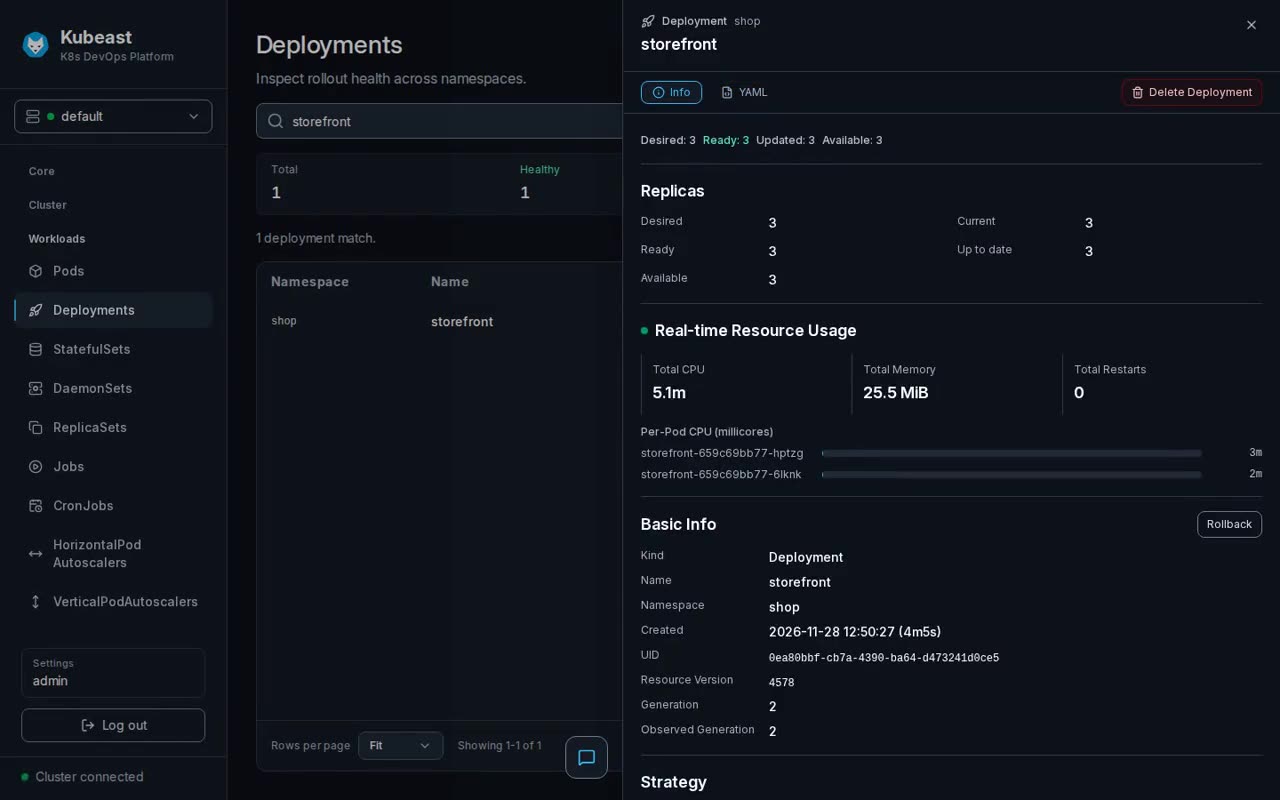 Kubeast
K8s DevOps Platform
default
Core
Cluster
Workloads
Pods
Deployments
StatefulSets
DaemonSets
ReplicaSets
Jobs
CronJobs
HorizontalPod
Autoscalers
VerticalPodAutoscalers
Settings
admin
Log out
Cluster connected
Deployments
Inspect rollout health across namespaces.
storefront
Total Healthy
1 1
1 deployment match.
Namespace Name
shop storefront
Rows per page Fit Showing 1-1 of 1
Deployment shop
storefront
Info YAML Delete Deployment
Desired: 3 Ready: 3 Updated: 3 Available: 3
Replicas
Desired 3 Current 3
Ready 3 Up to date 3
Available 3
Real-time Resource Usage
Total CPU Total Memory Total Restarts
5.1m 25.5 MiB 0
Per-Pod CPU (millicores)
storefront-659c69bb77-hptzg 3m
storefront-659c69bb77-6lknk 2m
Basic Info Rollback
Kind Deployment
Name storefront
Namespace shop
Created 2026-11-28 12:50:27 (4m5s)
UID 0ea80bbf-cb7a-4390-ba64-d473241d0ce5
Resource Version 4578
Generation 2
Observed Generation 2
Strategy